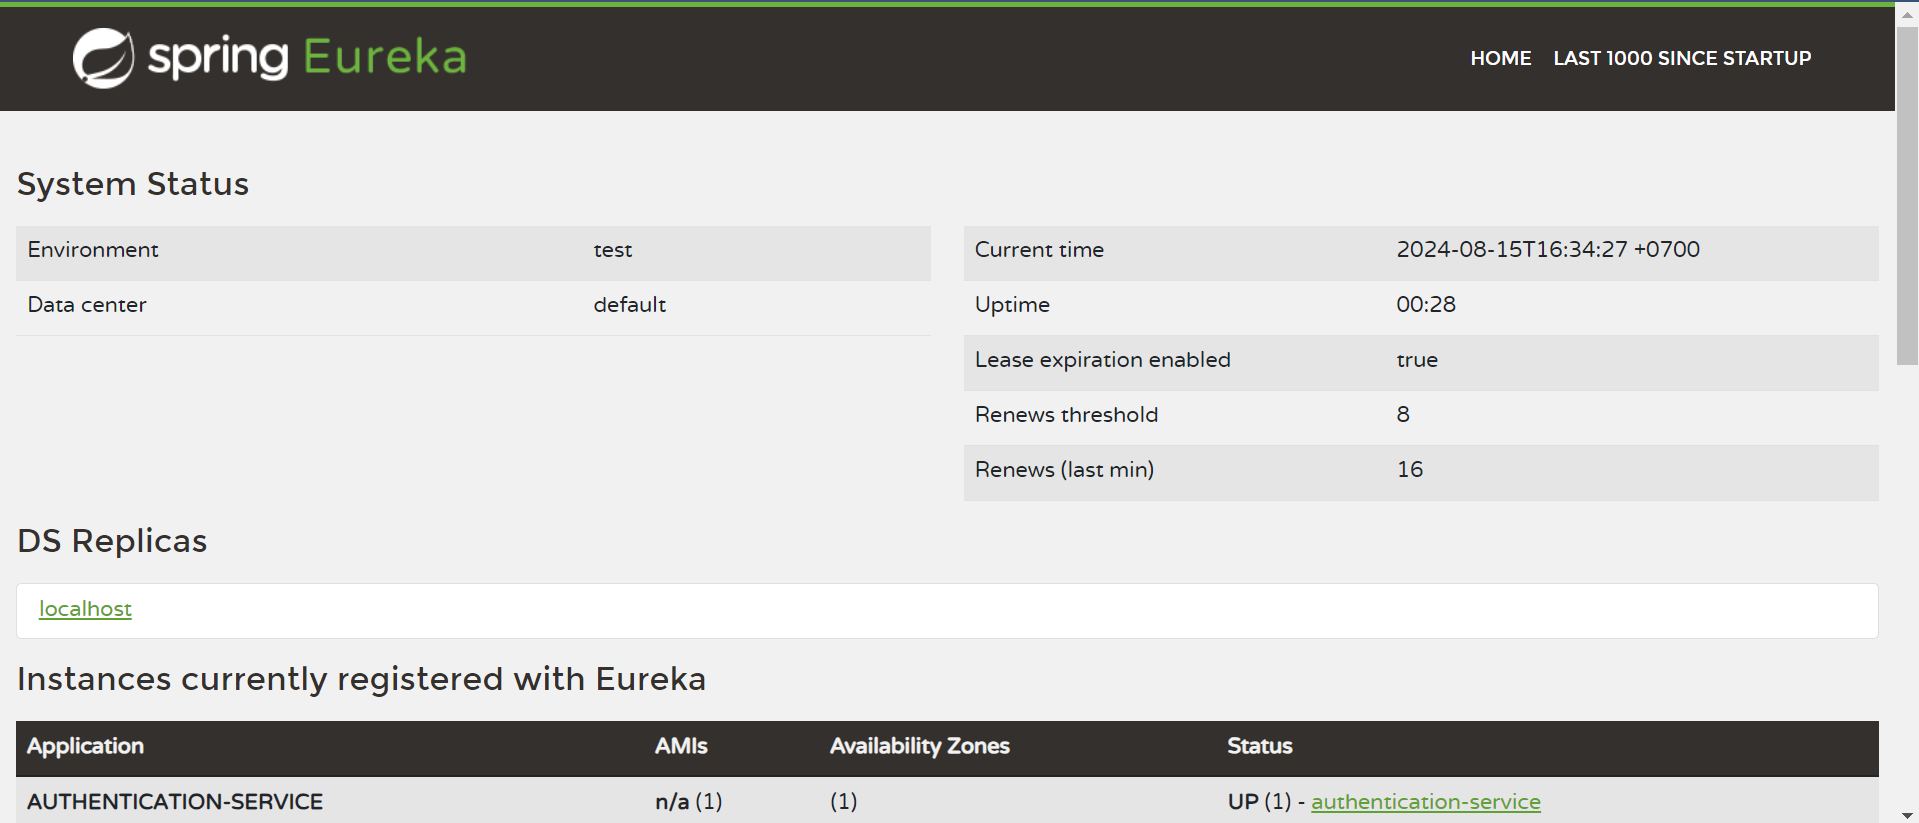 spring Eureka
HOME LAST 1000 SINCE STARTUP
System Status
Environment test
Data center default
Current time 2024-08-15T16:34:27 +0700
Uptime 00:28
Lease expiration enabled true
Renews threshold 8
Renews (last min) 16
DS Replicas
localhost
Instances currently registered with Eureka
Application AMIs Availability Zones Status
AUTHENTICATION-SERVICE n/a (1) (1) UP (1) - authentication-service